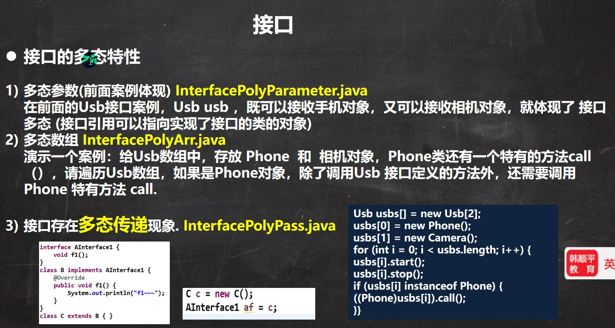 接口
● 接口的多态特性
1) 多态参数(前面案例体现) InterfacePolyParameter.java
在前面的Usb接口案例，Usb usb ，既可以接收手机对象，又可以接收相机对象，就体现了 接口
多态 (接口引用可以指向实现了接口的类的对象)
2) 多态数组 InterfacePolyArr.java
演示一个案例：给Usb数组中，存放 Phone 和 相机对象，Phone类还有一个特有的方法call
（），请遍历Usb数组，如果是Phone对象，除了调用Usb 接口定义的方法外，还需要调用
Phone 特有方法 call.
3) 接口存在多态传递现象. InterfacePolyPass.java
interface AInterface1 {
void f1();
}
class B implements AInterface1 {
@Override
public void f1() {
System.out.println("f1~~~");
}
}
class C extends B { }
C c = new C();
AInterface1 af = c;
Usb usbs[] = new Usb[2];
usbs[0] = new Phone();
usbs[1] = new Camera();
for (int i = 0; i < usbs.length; i++) {
usbs[i].start();
usbs[i].stop();
if (usbs[i] instanceof Phone) {
((Phone)usbs[i]).call();
}}
韩顺平
教育
英